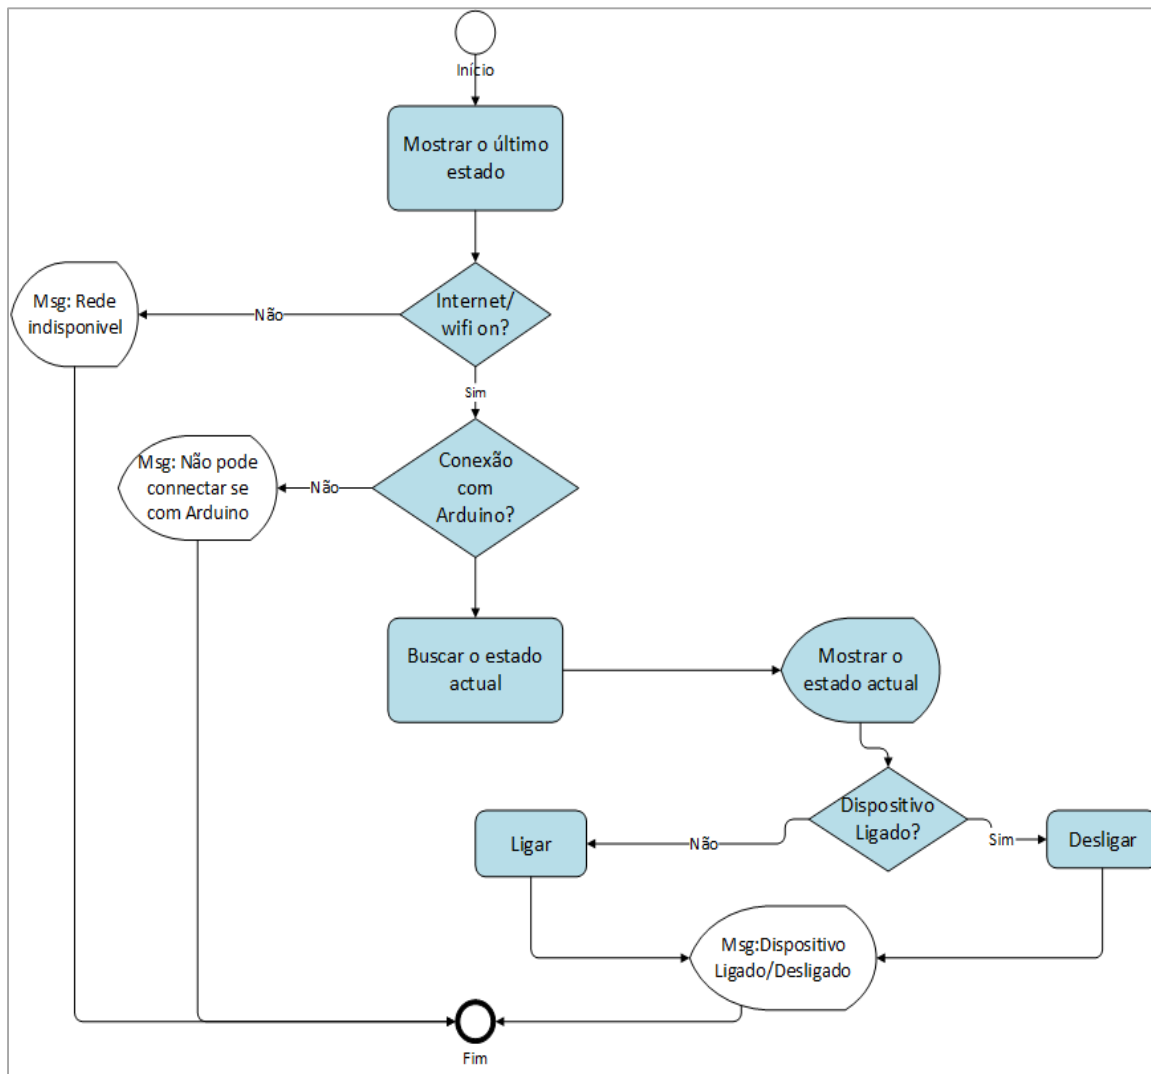 Início
Mostrar o último
estado
Internet/
wifi on?
Não
Msg: Rede
indisponivel
Sim
Conexão
com
Arduino?
Não
Msg: Não pode
connectar se
com Arduino
Buscar o estado
actual
Mostrar o
estado actual
Dispositivo
Ligado?
Não
Sim
Ligar
Desligar
Msg:Dispositivo
Ligado/Desligado
Fim